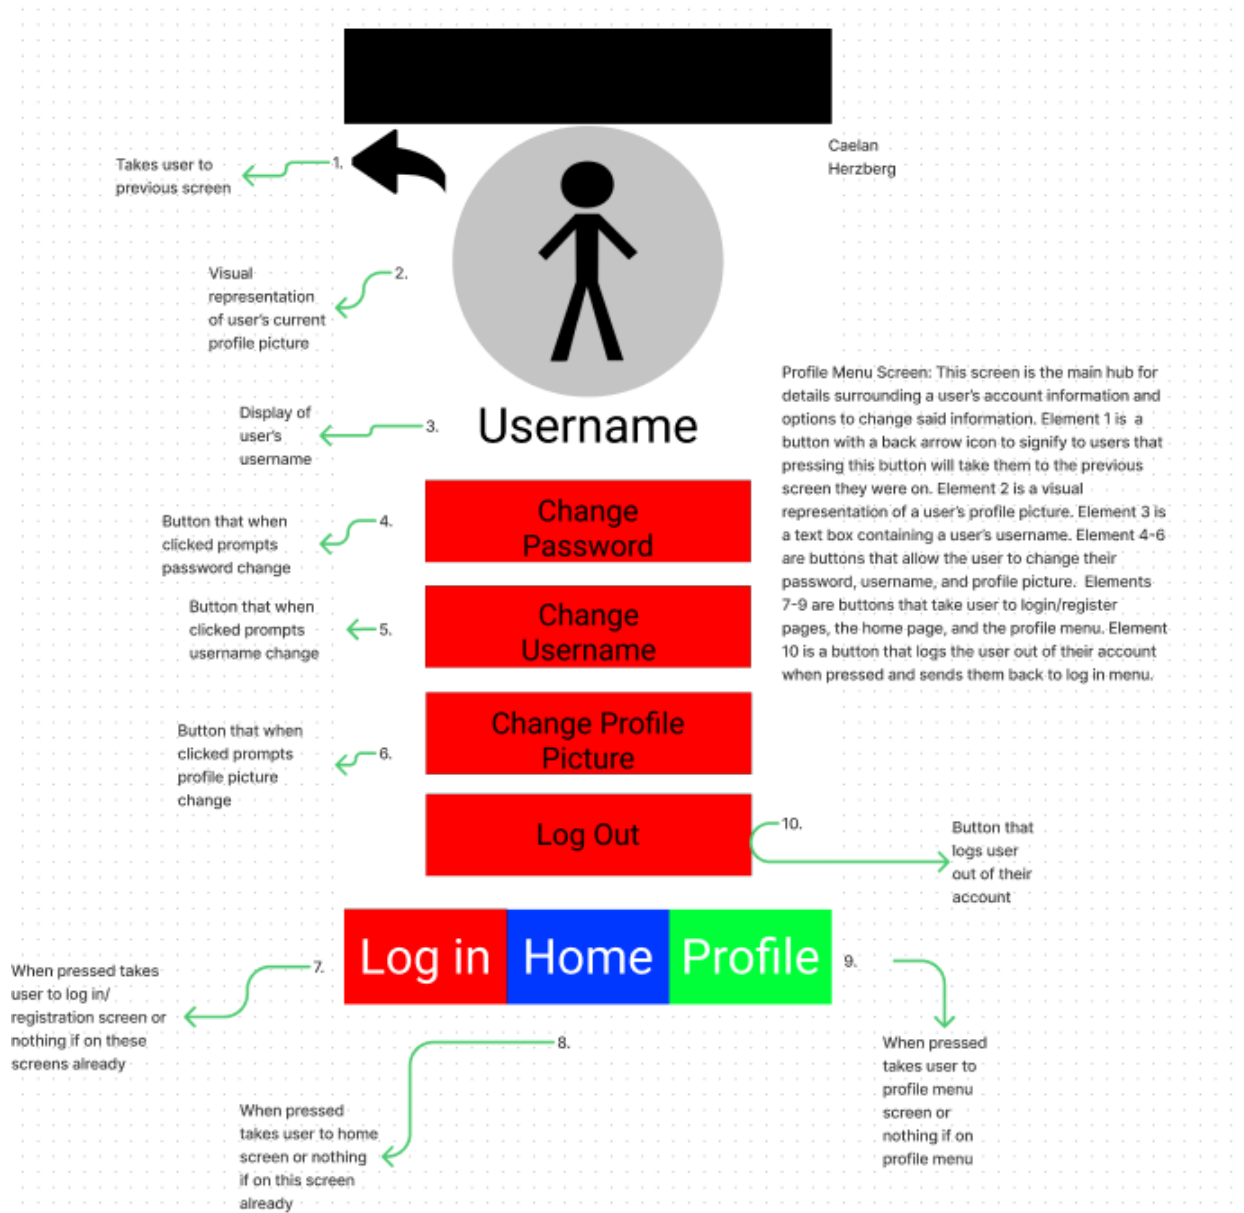 Caelan
Herzberg
Takes user to
previous screen
1.
Visual
representation
of user's current
profile picture
2.
Display of
user's
username
3.
Username
Profile Menu Screen: This screen is the main hub for
details surrounding a user's account information and
options to change said information. Element 1 is  a
button with a back arrow icon to signify to users that
pressing this button will take them to the previous
screen they were on. Element 2 is a visual
representation of a user's profile picture. Element 3 is
a text box containing a user's username. Element 4-6
are buttons that allow the user to change their
password, username, and profile picture.  Elements
7-9 are buttons that take user to login/register
pages, the home page, and the profile menu. Element
10 is a button that logs the user out of their account
when pressed and sends them back to log in menu.
Button that when
clicked prompts
password change
4.
Change
Password
Button that when
clicked prompts
username change
5.
Change
Username
Button that when
clicked prompts
profile picture
change
6.
Change Profile
Picture
Log Out
10.
Button that
logs user
out of their
account
When pressed takes
user to log in/
registration screen or
nothing if on these
screens already
7.
Log in
Home
Profile
9.
8.
When pressed
takes user to home
screen or nothing
if on this screen
already
When pressed
takes user to
profile menu
screen or
nothing if on
profile menu